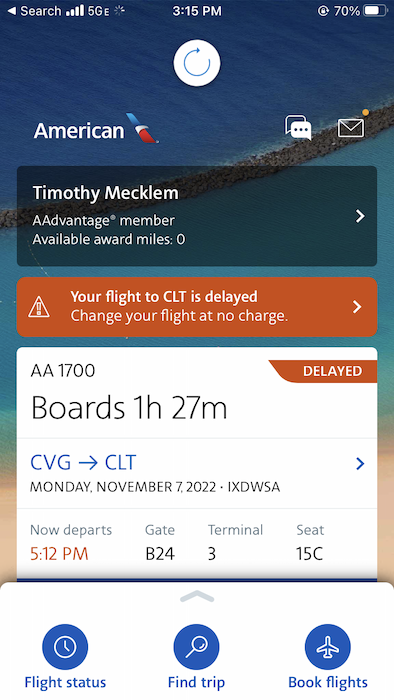 Search 5GE 3:15 PM 70%
American
Timothy Mecklem
AAdvantage® member
Available award miles: 0
Your flight to CLT is delayed
Change your flight at no charge.
AA 1700 DELAYED
Boards 1h 27m
CVG → CLT
MONDAY, NOVEMBER 7, 2022 · IXDWSA
Now departs Gate Terminal Seat
5:12 PM B24 3 15C
Flight status Find trip Book flights